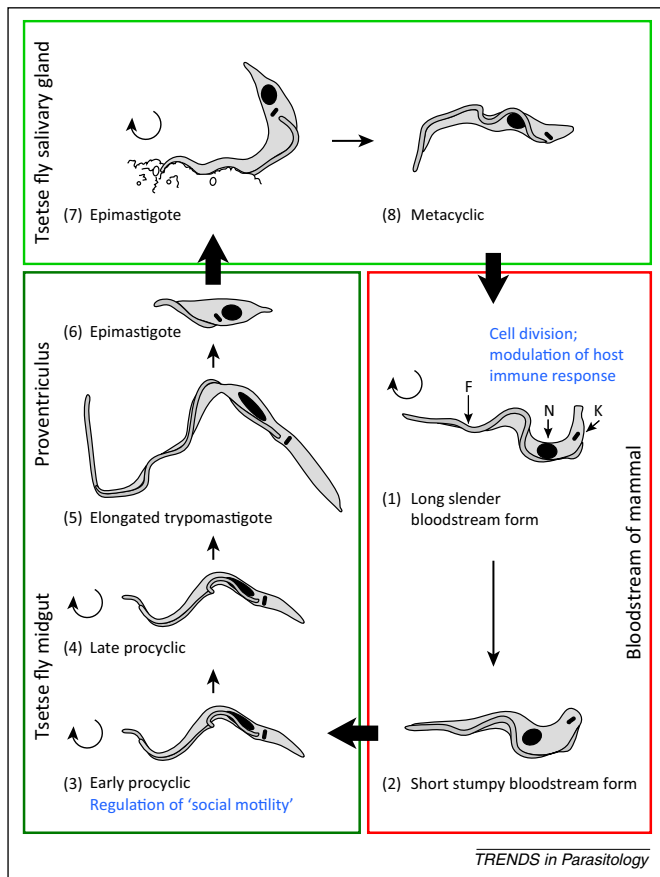 Tsetse fly salivary gland
(7) Epimastigote
(8) Metacyclic
Proventriculus
Tsetse fly midgut
(6) Epimastigote
(5) Elongated trypomastigote
(4) Late procyclic
(3) Early procyclic
Regulation of ‘social motility’
Bloodstream of mammal
Cell division;
modulation of host
immune response
F
N
K
(1) Long slender
bloodstream form
(2) Short stumpy bloodstream form
TRENDS in Parasitology